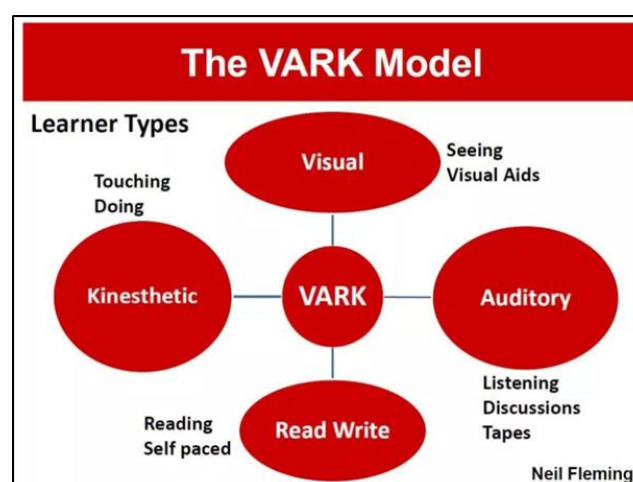 The VARK Model
Learner Types
Visual
Seeing
Visual Aids
Touching
Doing
Kinesthetic
VARK
Auditory
Listening
Discussions
Tapes
Reading
Self paced
Read Write
Neil Fleming